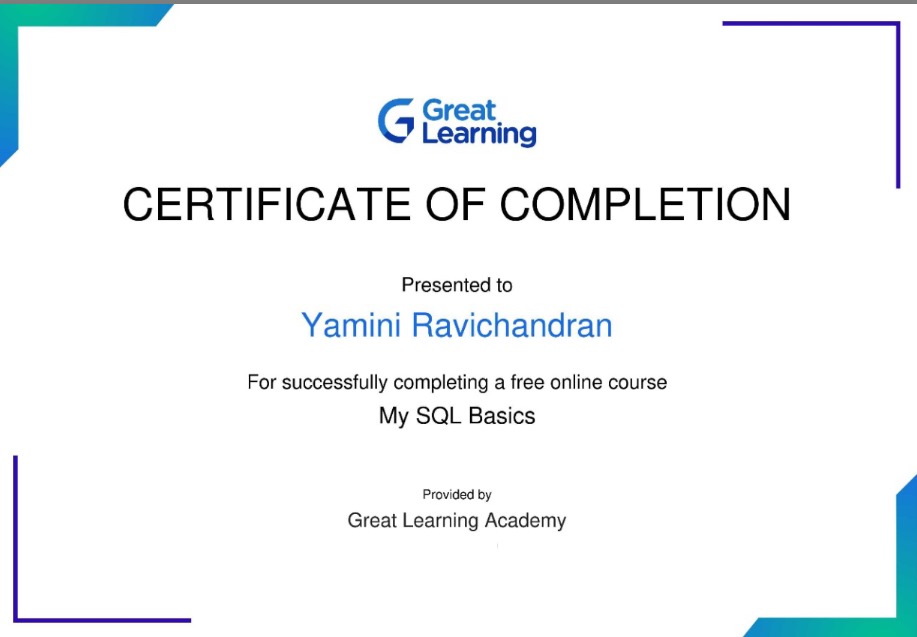 Great
Learning
CERTIFICATE OF COMPLETION
Presented to
Yamini Ravichandran
For successfully completing a free online course
My SQL Basics
Provided by
Great Learning Academy